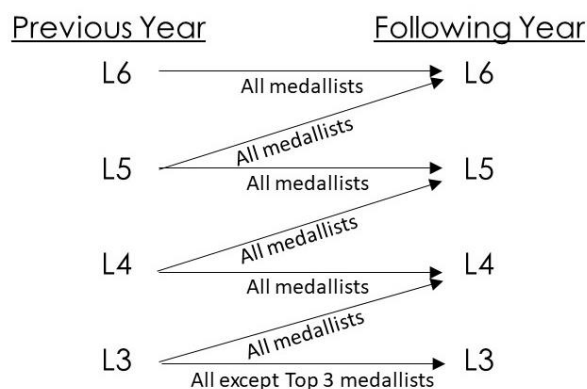 Previous Year Following Year
L6 L6
All medallists
All medallists
L5 L5
All medallists
All medallists
L4 L4
All medallists
All medallists
L3 L3
All except Top 3 medallists